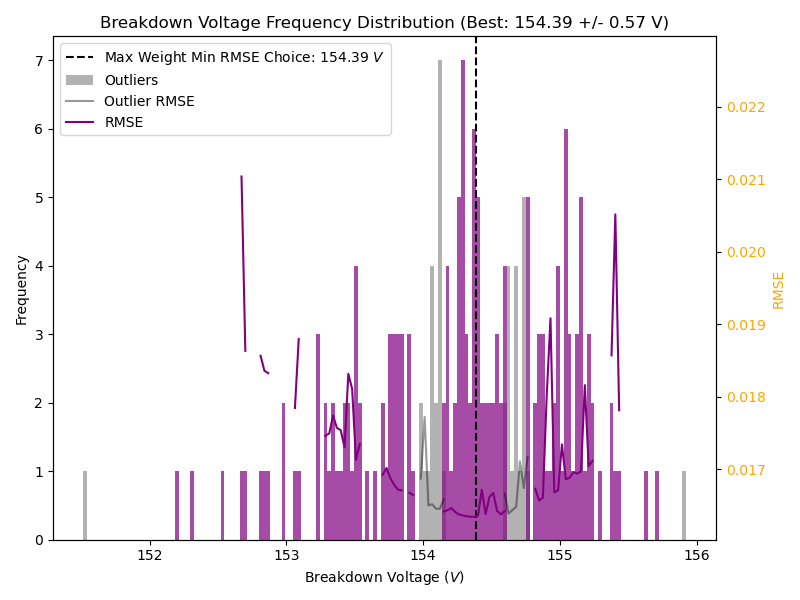 Breakdown Voltage Frequency Distribution (Best: 154.39 +/- 0.57 V)
Max Weight Min RMSE Choice: 154.39 V
Outliers
Outlier RMSE
RMSE
Frequency
7
6
5
4
3
2
1
0
0.022
0.021
0.020
0.019
0.018
0.017
RMSE
152 153 154 155 156
Breakdown Voltage (V)